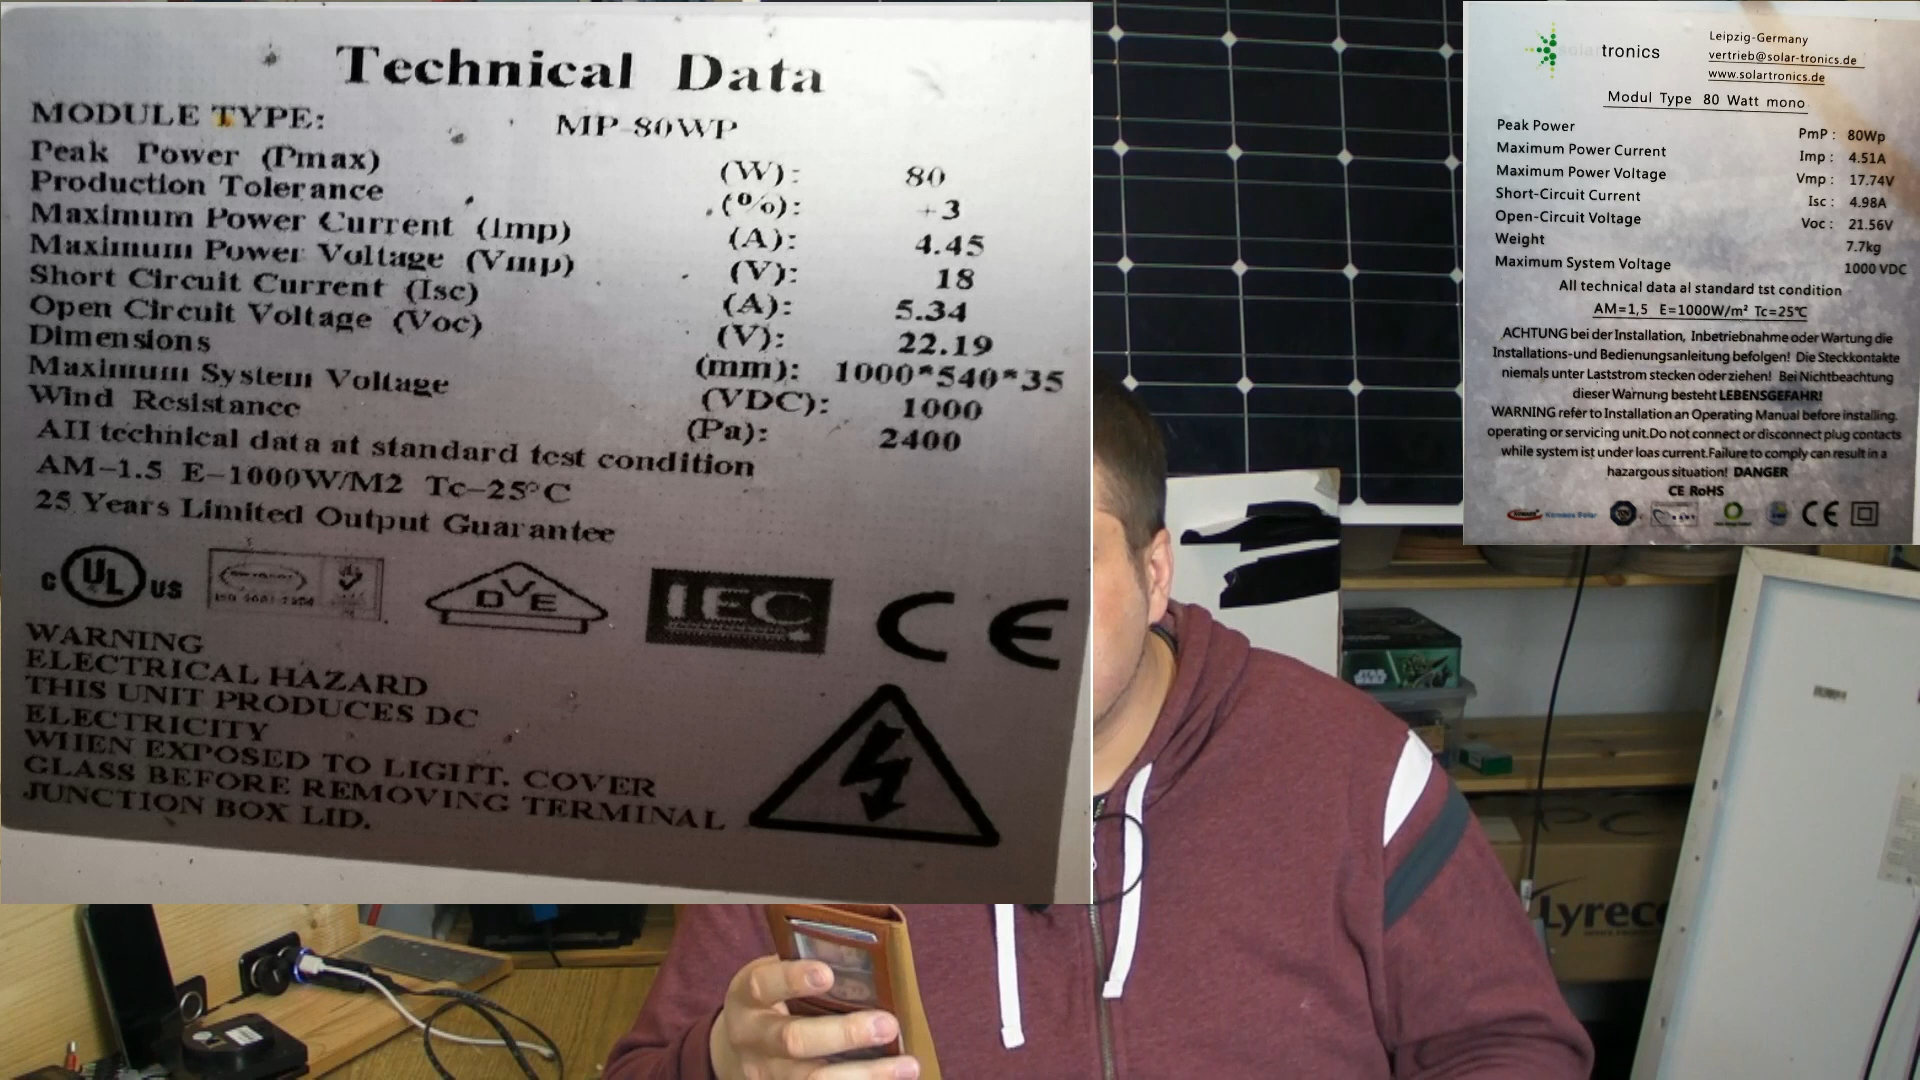 Technical Data
MODULE TYPE: MP-80WP
Peak Power (Pmax) (W): 80
Production Tolerance (%): +3
Maximum Power Current (Imp) (A): 4.45
Maximum Power Voltage (Vmp) (V): 18
Short Circuit Current (Isc) (A): 5.34
Open Circuit Voltage (Voc) (V): 22.19
Dimensions (mm): 1000*540*35
Maximum System Voltage (VDC): 1000
Wind Resistance (Pa): 2400
All technical data at standard test condition
AM-1.5 E-1000W/M2 Tc-25°C
25 Years Limited Output Guarantee
c UL us
DVE
IEC
CE
WARNING
ELECTRICAL HAZARD
THIS UNIT PRODUCES DC
ELECTRICITY
WHEN EXPOSED TO LIGHT. COVER
GLASS BEFORE REMOVING TERMINAL
JUNCTION BOX LID.
solar tronics
Leipzig-Germany
vertrieb@solar-tronics.de
www.solartronics.de
Modul Type 80 Watt mono
Peak Power PmP : 80Wp
Maximum Power Current Imp : 4.51A
Maximum Power Voltage Vmp : 17.74V
Short-Circuit Current Isc : 4.98A
Open-Circuit Voltage Voc : 21.56V
Weight 7.7kg
Maximum System Voltage 1000 VDC
All technical data al standard tst condition
AM=1,5 E=1000W/m² Tc=25℃
ACHTUNG bei der Installation, Inbetriebnahme oder Wartung die
Installations-und Bedienungsanleitung befolgen! Die Steckkontakte
niemals unter Laststrom stecken oder ziehen! Bei Nichtbeachtung
dieser Warnung besteht LEBENSGEFAHR!
WARNING refer to Installation an Operating Manual before installing.
operating or servicing unit.Do not connect or disconnect plug contacts
while system ist under loas current.Failure to comply can result in a
hazargous situation! DANGER
CE RoHS
CE
Lyreco